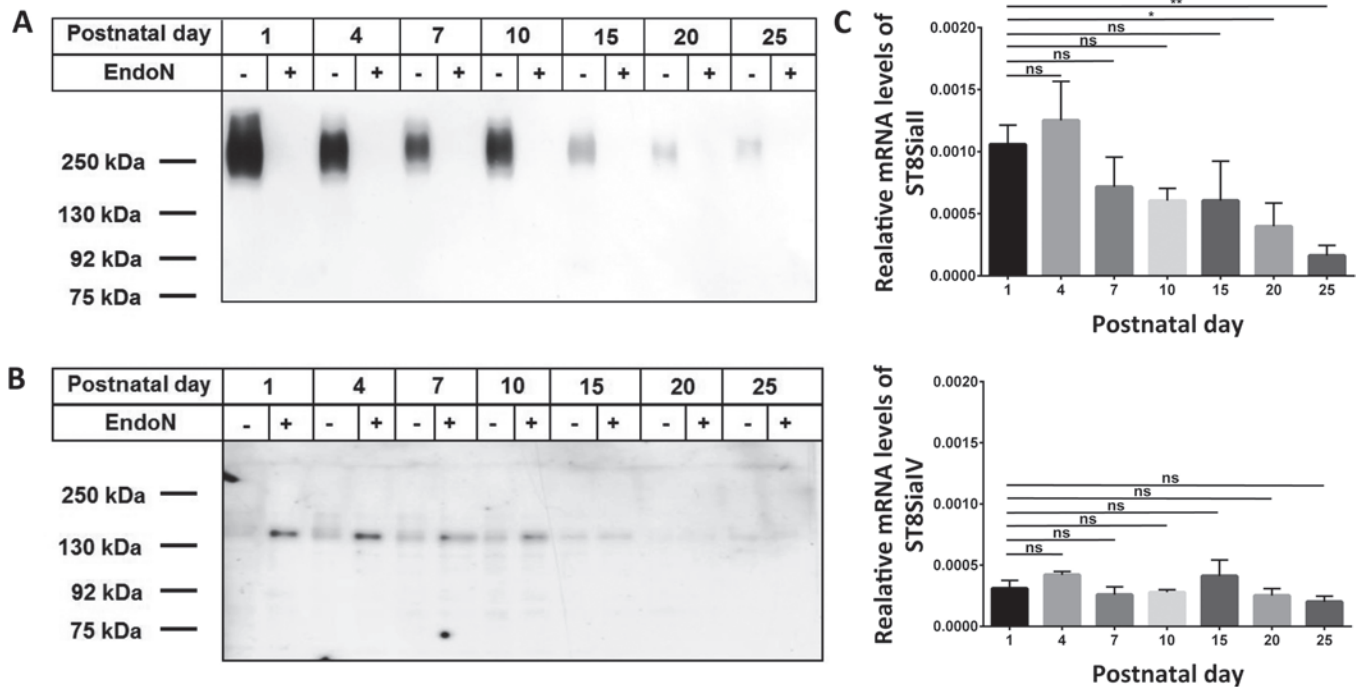 A
Postnatal day 1 4 7 10 15 20 25
EndoN - + - + - + - + - + - + - +
250 kDa
130 kDa
92 kDa
75 kDa
B
Postnatal day 1 4 7 10 15 20 25
EndoN - + - + - + - + - + - + - +
250 kDa
130 kDa
92 kDa
75 kDa
C
Realative mRNA levels of
ST8SiaII
0.0020
0.0015
0.0010
0.0005
0.0000
**
*
ns
ns
ns
ns
1 4 7 10 15 20 25
Postnatal day
Realative mRNA levels of
ST8SiaIV
0.0020
0.0015
0.0010
0.0005
0.0000
ns
ns
ns
ns
ns
ns
1 4 7 10 15 20 25
Postnatal day